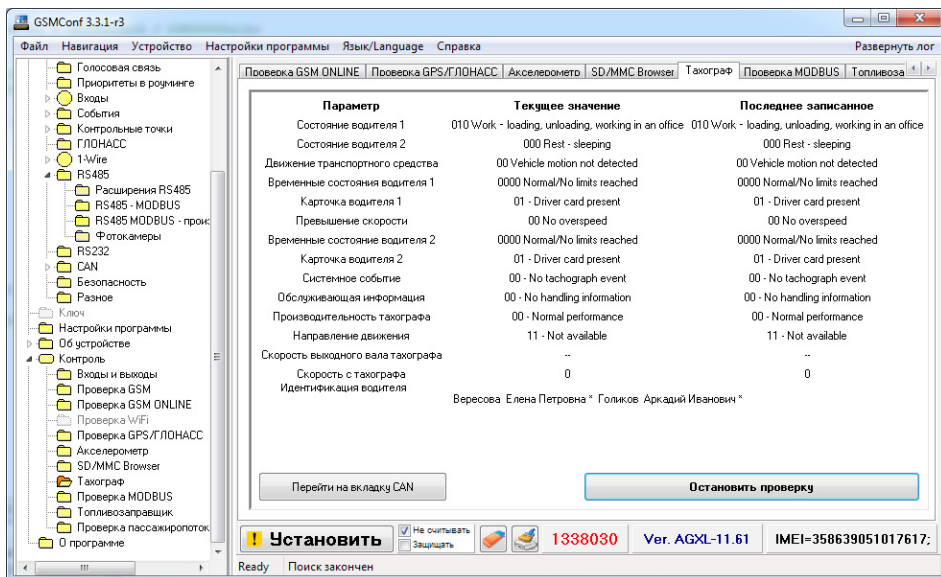 GSMConf 3.3.1-r3
Файл Навигация Устройство Настройки программы Язык/Language Справка Развернуть лог
Голосовая связь
Приоритеты в роуминге
Входы
События
Контрольные точки
ГЛОНАСС
1-Wire
RS485
Расширения RS485
RS485 - MODBUS
RS485 MODBUS - произ
Фотокамеры
RS232
CAN
Безопасность
Разное
Ключ
Настройки программы
Об устройстве
Контроль
Входы и выходы
Проверка GSM
Проверка GSM ONLINE
Проверка WiFi
Проверка GPS/ГЛОНАСС
Акселерометр
SD/MMC Browser
Тахограф
Проверка MODBUS
Топливозаправщик
Проверка пассажиропоток
О программе
Проверка GSM ONLINE Проверка GPS/ГЛОНАСС Акселерометр SD/MMC Browser Тахограф Проверка MODBUS Топливоза
Параметр Текущее значение Последнее записанное
Состояние водителя 1 010 Work - loading, unloading, working in an office 010 Work - loading, unloading, working in an office
Состояние водителя 2 000 Rest - sleeping 000 Rest - sleeping
Движение транспортного средства 00 Vehicle motion not detected 00 Vehicle motion not detected
Временные состояния водителя 1 0000 Normal/No limits reached 0000 Normal/No limits reached
Карточка водителя 1 01 - Driver card present 01 - Driver card present
Превышение скорости 00 No overspeed 00 No overspeed
Временные состояние водителя 2 0000 Normal/No limits reached 0000 Normal/No limits reached
Карточка водителя 2 01 - Driver card present 01 - Driver card present
Системное событие 00 - No tachograph event 00 - No tachograph event
Обслуживающая информация 00 - No handling information 00 - No handling information
Производительность тахографа 00 - Normal performance 00 - Normal performance
Направление движения 11 - Not available 11 - Not available
Скорость выходного вала тахографа -- --
Скорость с тахографа 0 0
Идентификация водителя
Вересова Елена Петровна * Голиков Аркадий Иванович *
Перейти на вкладку CAN Остановить проверку
Установить Не считывать
Защищать
1338030 Ver. AGXL-11.61 IMEI=358639051017617;
Ready Поиск закончен